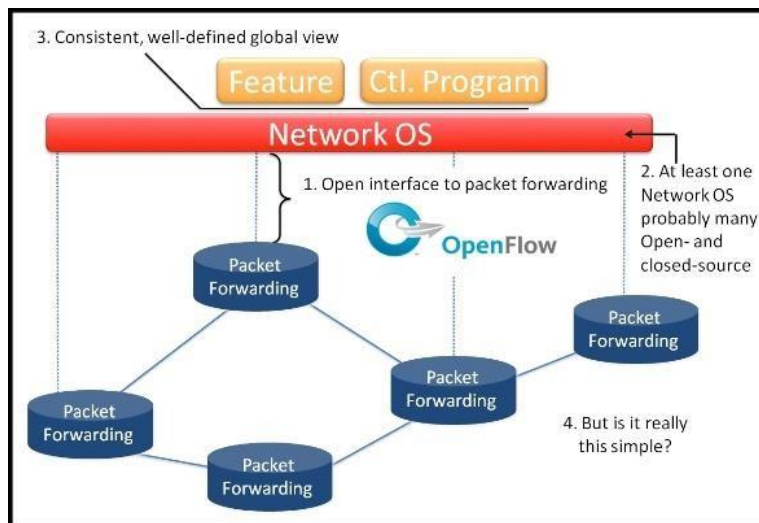 3. Consistent, well-defined global view
Feature
Ctl. Program
Network OS
1. Open interface to packet forwarding
2. At least one
Network OS
probably many
Open- and
closed-source
OpenFlow
Packet
Forwarding
Packet
Forwarding
Packet
Forwarding
Packet
Forwarding
4. But is it really
this simple?
Packet
Forwarding